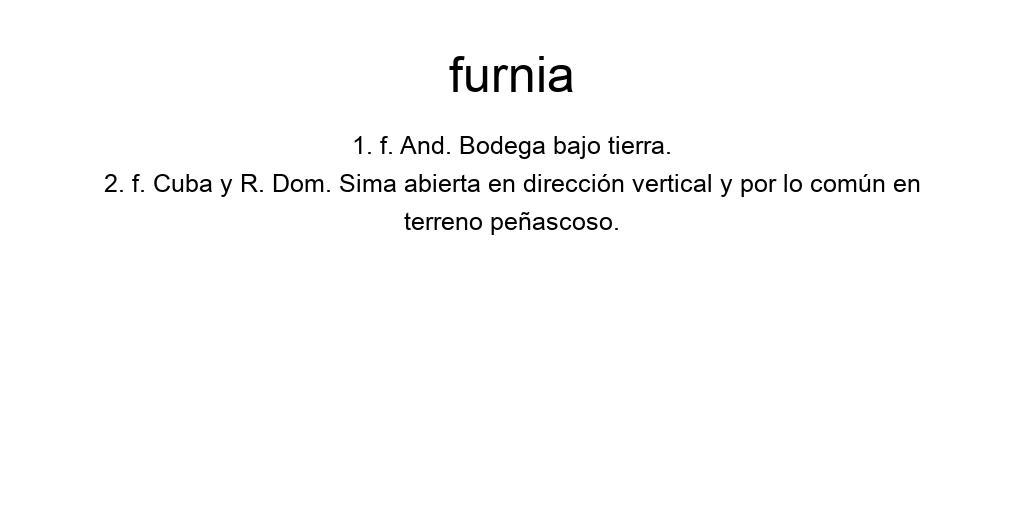 furnia
1. f. And. Bodega bajo tierra.
2. f. Cuba y R. Dom. Sima abierta en dirección vertical y por lo común en
terreno peñascoso.